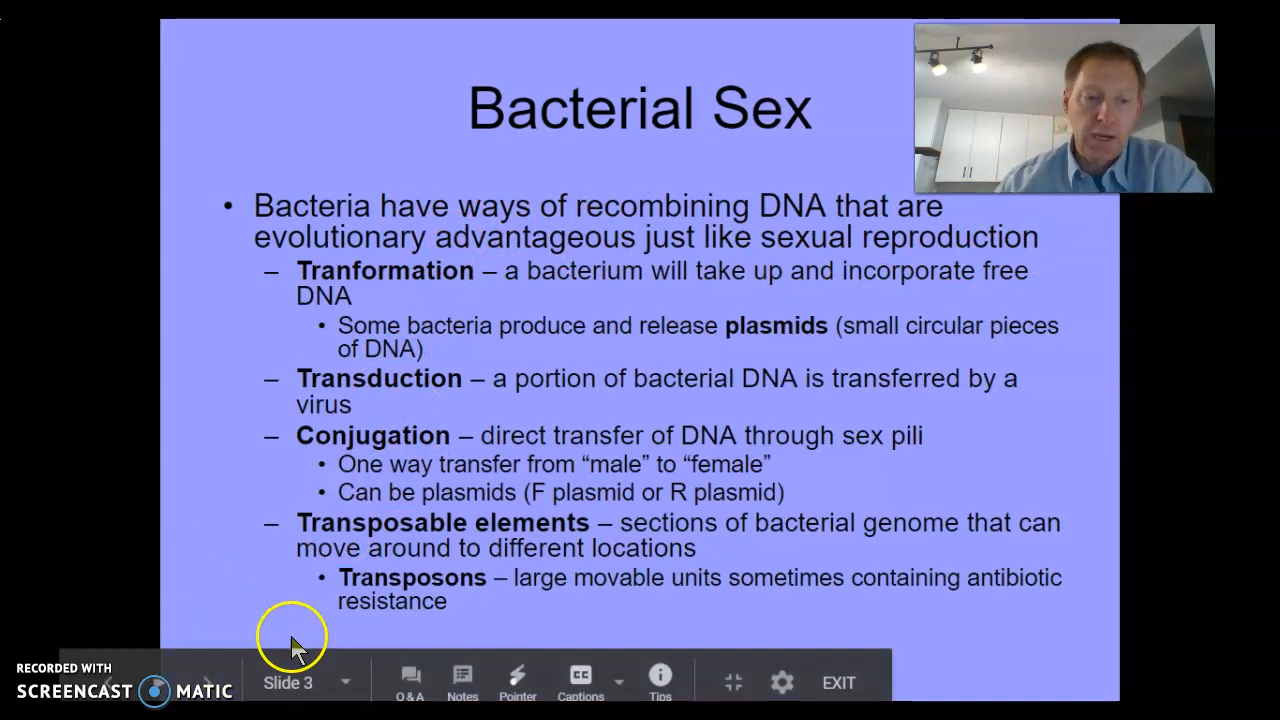 Bacterial Sex
• Bacteria have ways of recombining DNA that are
evolutionary advantageous just like sexual reproduction
– Tranformation – a bacterium will take up and incorporate free
DNA
• Some bacteria produce and release plasmids (small circular pieces
of DNA)
– Transduction – a portion of bacterial DNA is transferred by a
virus
– Conjugation – direct transfer of DNA through sex pili
• One way transfer from “male” to “female”
• Can be plasmids (F plasmid or R plasmid)
– Transposable elements – sections of bacterial genome that can
move around to different locations
• Transposons – large movable units sometimes containing antibiotic
resistance
RECORDED WITH
SCREENCAST MATIC
Slide 3
Q & A
Notes
Pointer
CC
Captions
Tips
EXIT